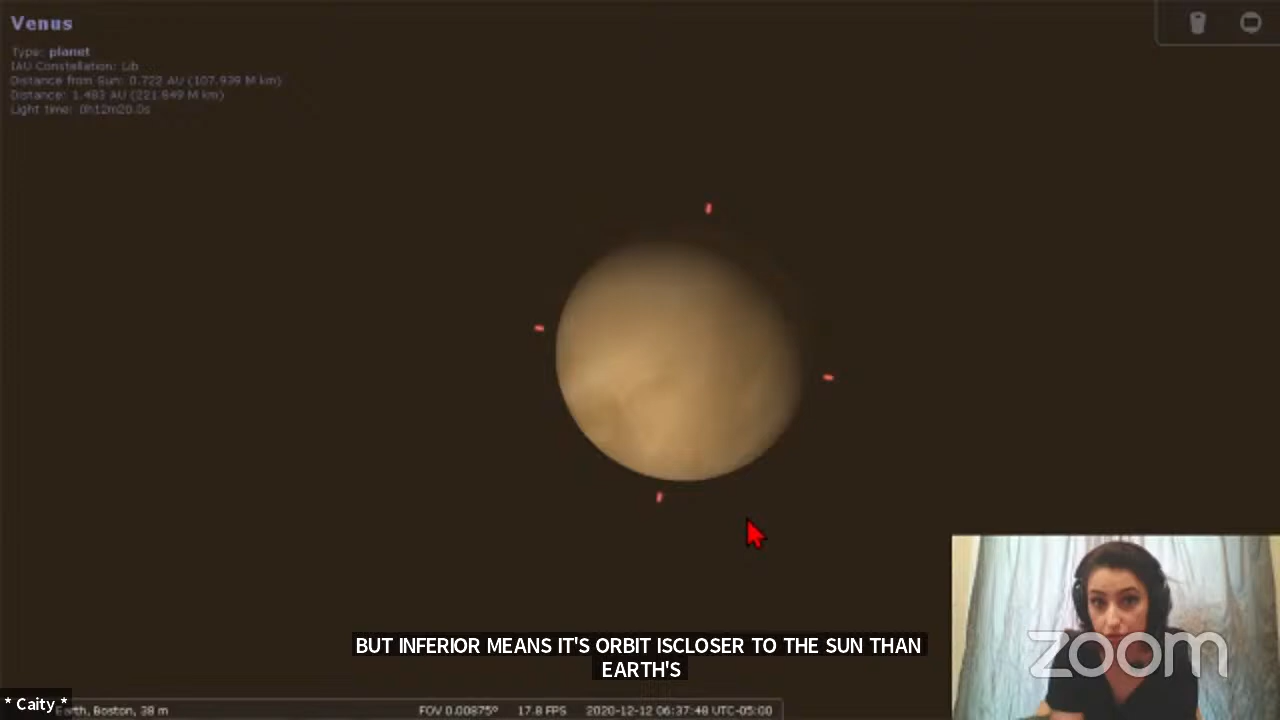 Venus
Type: planet
IAU Constellation: Lib
Distance from Sun: 0.722 AU (107.939 M km)
Distance: 1.483 AU (221.849 M km)
Light time: 0h12m20.0s
BUT INFERIOR MEANS IT'S ORBIT ISCLOSER TO THE SUN THAN
EARTH'S
zoom
* Caity *
Earth, Boston, 38 m FOV 0.00875° 17.8 FPS 2020-12-12 06:37:48 UTC-05:00